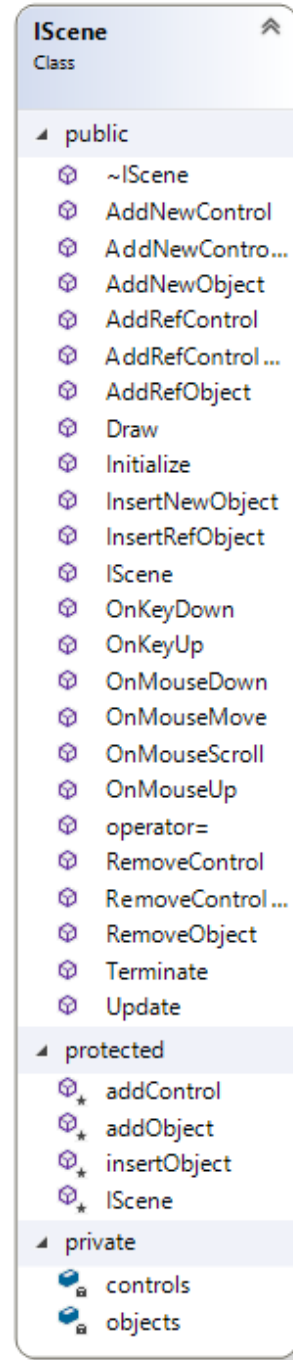 IScene
Class
public
~IScene
AddNewControl
AddNewContro...
AddNewObject
AddRefControl
AddRefControl...
AddRefObject
Draw
Initialize
InsertNewObject
InsertRefObject
IScene
OnKeyDown
OnKeyUp
OnMouseDown
OnMouseMove
OnMouseScroll
OnMouseUp
operator=
RemoveControl
RemoveControl...
RemoveObject
Terminate
Update
protected
addControl
addObject
insertObject
IScene
private
controls
objects